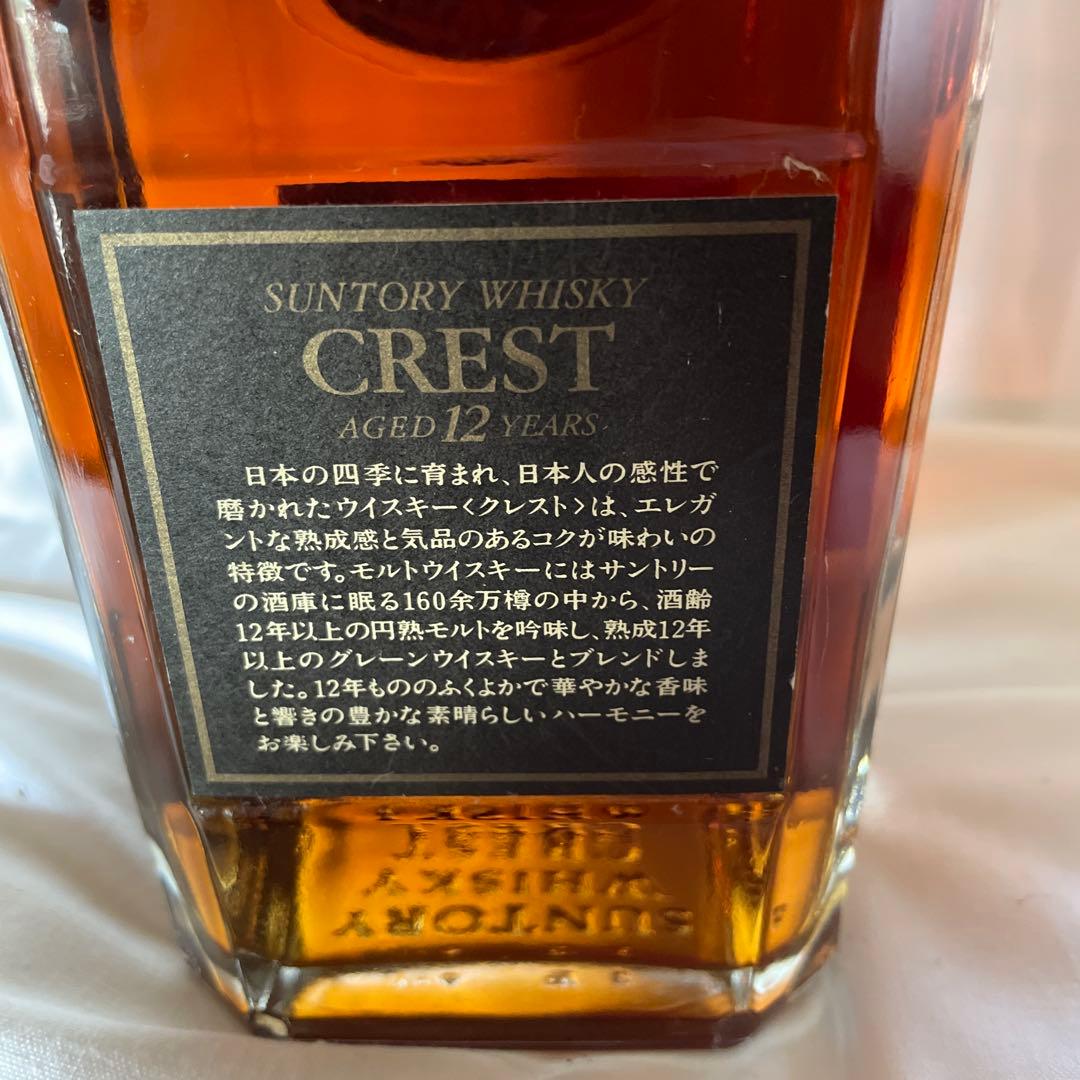 SUNTORY WHISKY
CREST
AGED 12 YEARS
日本の四季に育まれ、日本人の感性で
磨かれたウイスキー〈クレスト〉は、エレガ
ントな熟成感と気品のあるコクが味わいの
特徴です。モルトウイスキーにはサントリー
の酒庫に眠る160余万樽の中から、酒齢
12年以上の円熟モルトを吟味し、熟成12年
以上のグレーンウイスキーとブレンドしま
した。12年もののふくよかで華やかな香味
と響きの豊かな素晴らしいハーモニーを
お楽しみ下さい。
WHISKY
CREST
WHISKY
SUNTORY